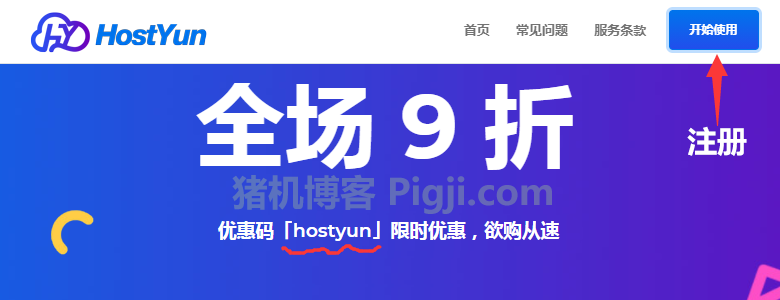 HostYun
首页 常见问题 服务条款 开始使用
全场 9 折
注册
猪机博客 Pigji.com
优惠码「hostyun」限时优惠，欲购从速